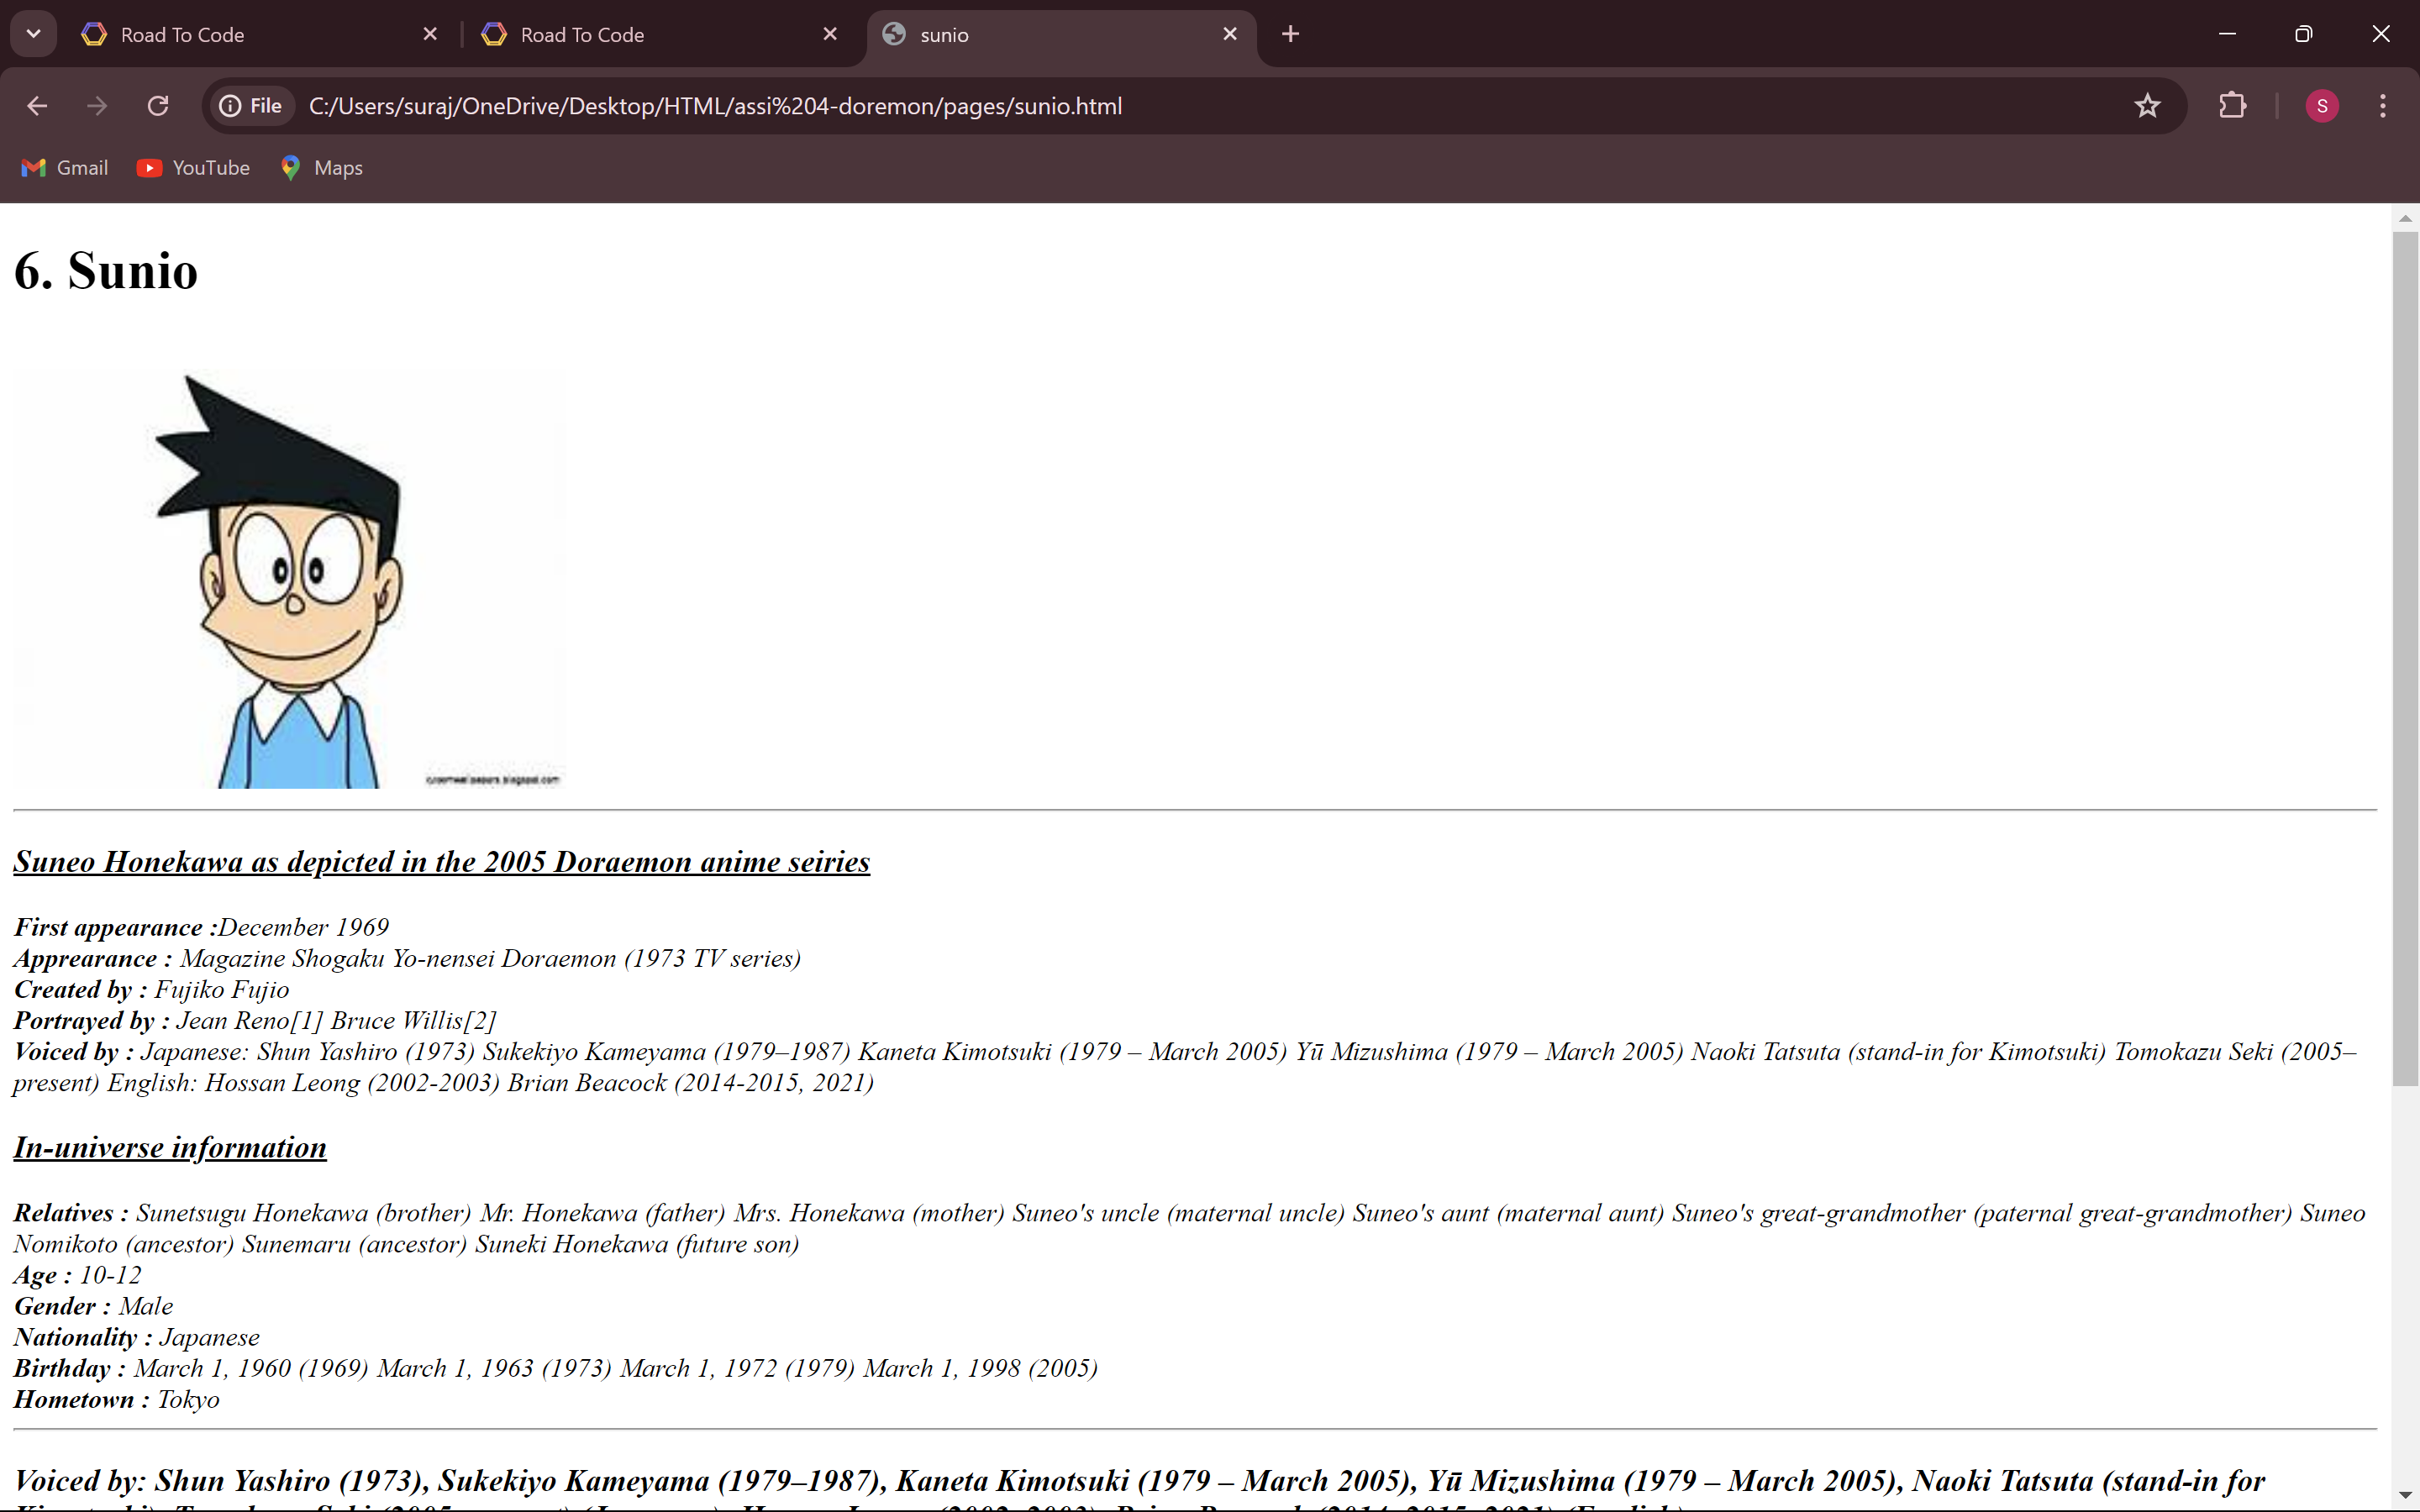 Road To Code
Road To Code
sunio
File
C:/Users/suraj/OneDrive/Desktop/HTML/assi%204-doremon/pages/sunio.html
S
Gmail
YouTube
Maps
6. Sunio
Suneo Honekawa as depicted in the 2005 Doraemon anime seiries
First appearance :December 1969
Apprearance : Magazine Shogaku Yo-nensei Doraemon (1973 TV series)
Created by : Fujiko Fujio
Portrayed by : Jean Reno[1] Bruce Willis[2]
Voiced by : Japanese: Shun Yashiro (1973) Sukekiyo Kameyama (1979–1987) Kaneta Kimotsuki (1979 – March 2005) Yū Mizushima (1979 – March 2005) Naoki Tatsuta (stand-in for Kimotsuki) Tomokazu Seki (2005–
present) English: Hossan Leong (2002-2003) Brian Beacock (2014-2015, 2021)
In-universe information
Relatives : Sunetsugu Honekawa (brother) Mr. Honekawa (father) Mrs. Honekawa (mother) Suneo's uncle (maternal uncle) Suneo's aunt (maternal aunt) Suneo's great-grandmother (paternal great-grandmother) Suneo
Nomikoto (ancestor) Sunemaru (ancestor) Suneki Honekawa (future son)
Age : 10-12
Gender : Male
Nationality : Japanese
Birthday : March 1, 1960 (1969) March 1, 1963 (1973) March 1, 1972 (1979) March 1, 1998 (2005)
Hometown : Tokyo
Voiced by: Shun Yashiro (1973), Sukekiyo Kameyama (1979–1987), Kaneta Kimotsuki (1979 – March 2005), Yū Mizushima (1979 – March 2005), Naoki Tatsuta (stand-in for